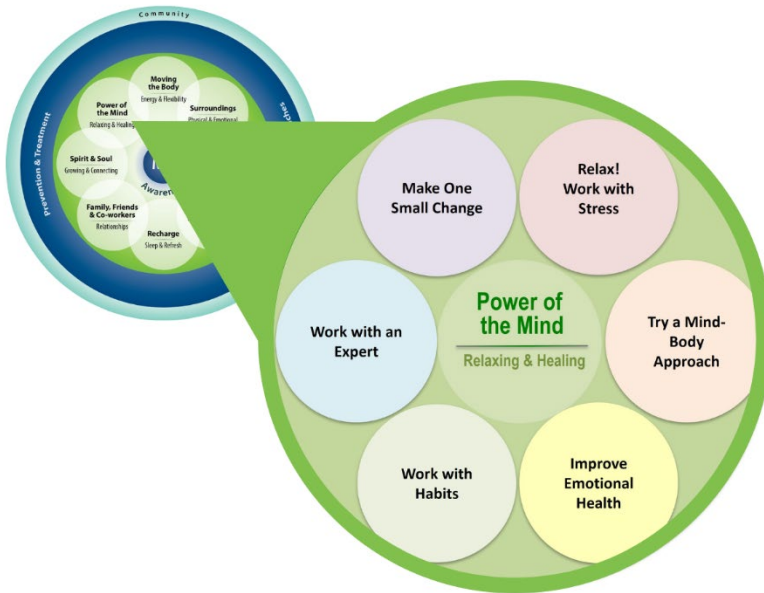 Community
Moving
the Body
Energy & Flexibility
Power of
the Mind
Relaxing & Healing
Surroundings
Physical & Emotional
Prevention & Treatment
Spirit & Soul
Growing & Connecting
Family, Friends
& Co-workers
Relationships
Recharge
Sleep & Refresh
Make One
Small Change
Relax!
Work with
Stress
Work with an
Expert
Power of
the Mind
Relaxing & Healing
Try a Mind-
Body
Approach
Work with
Habits
Improve
Emotional
Health